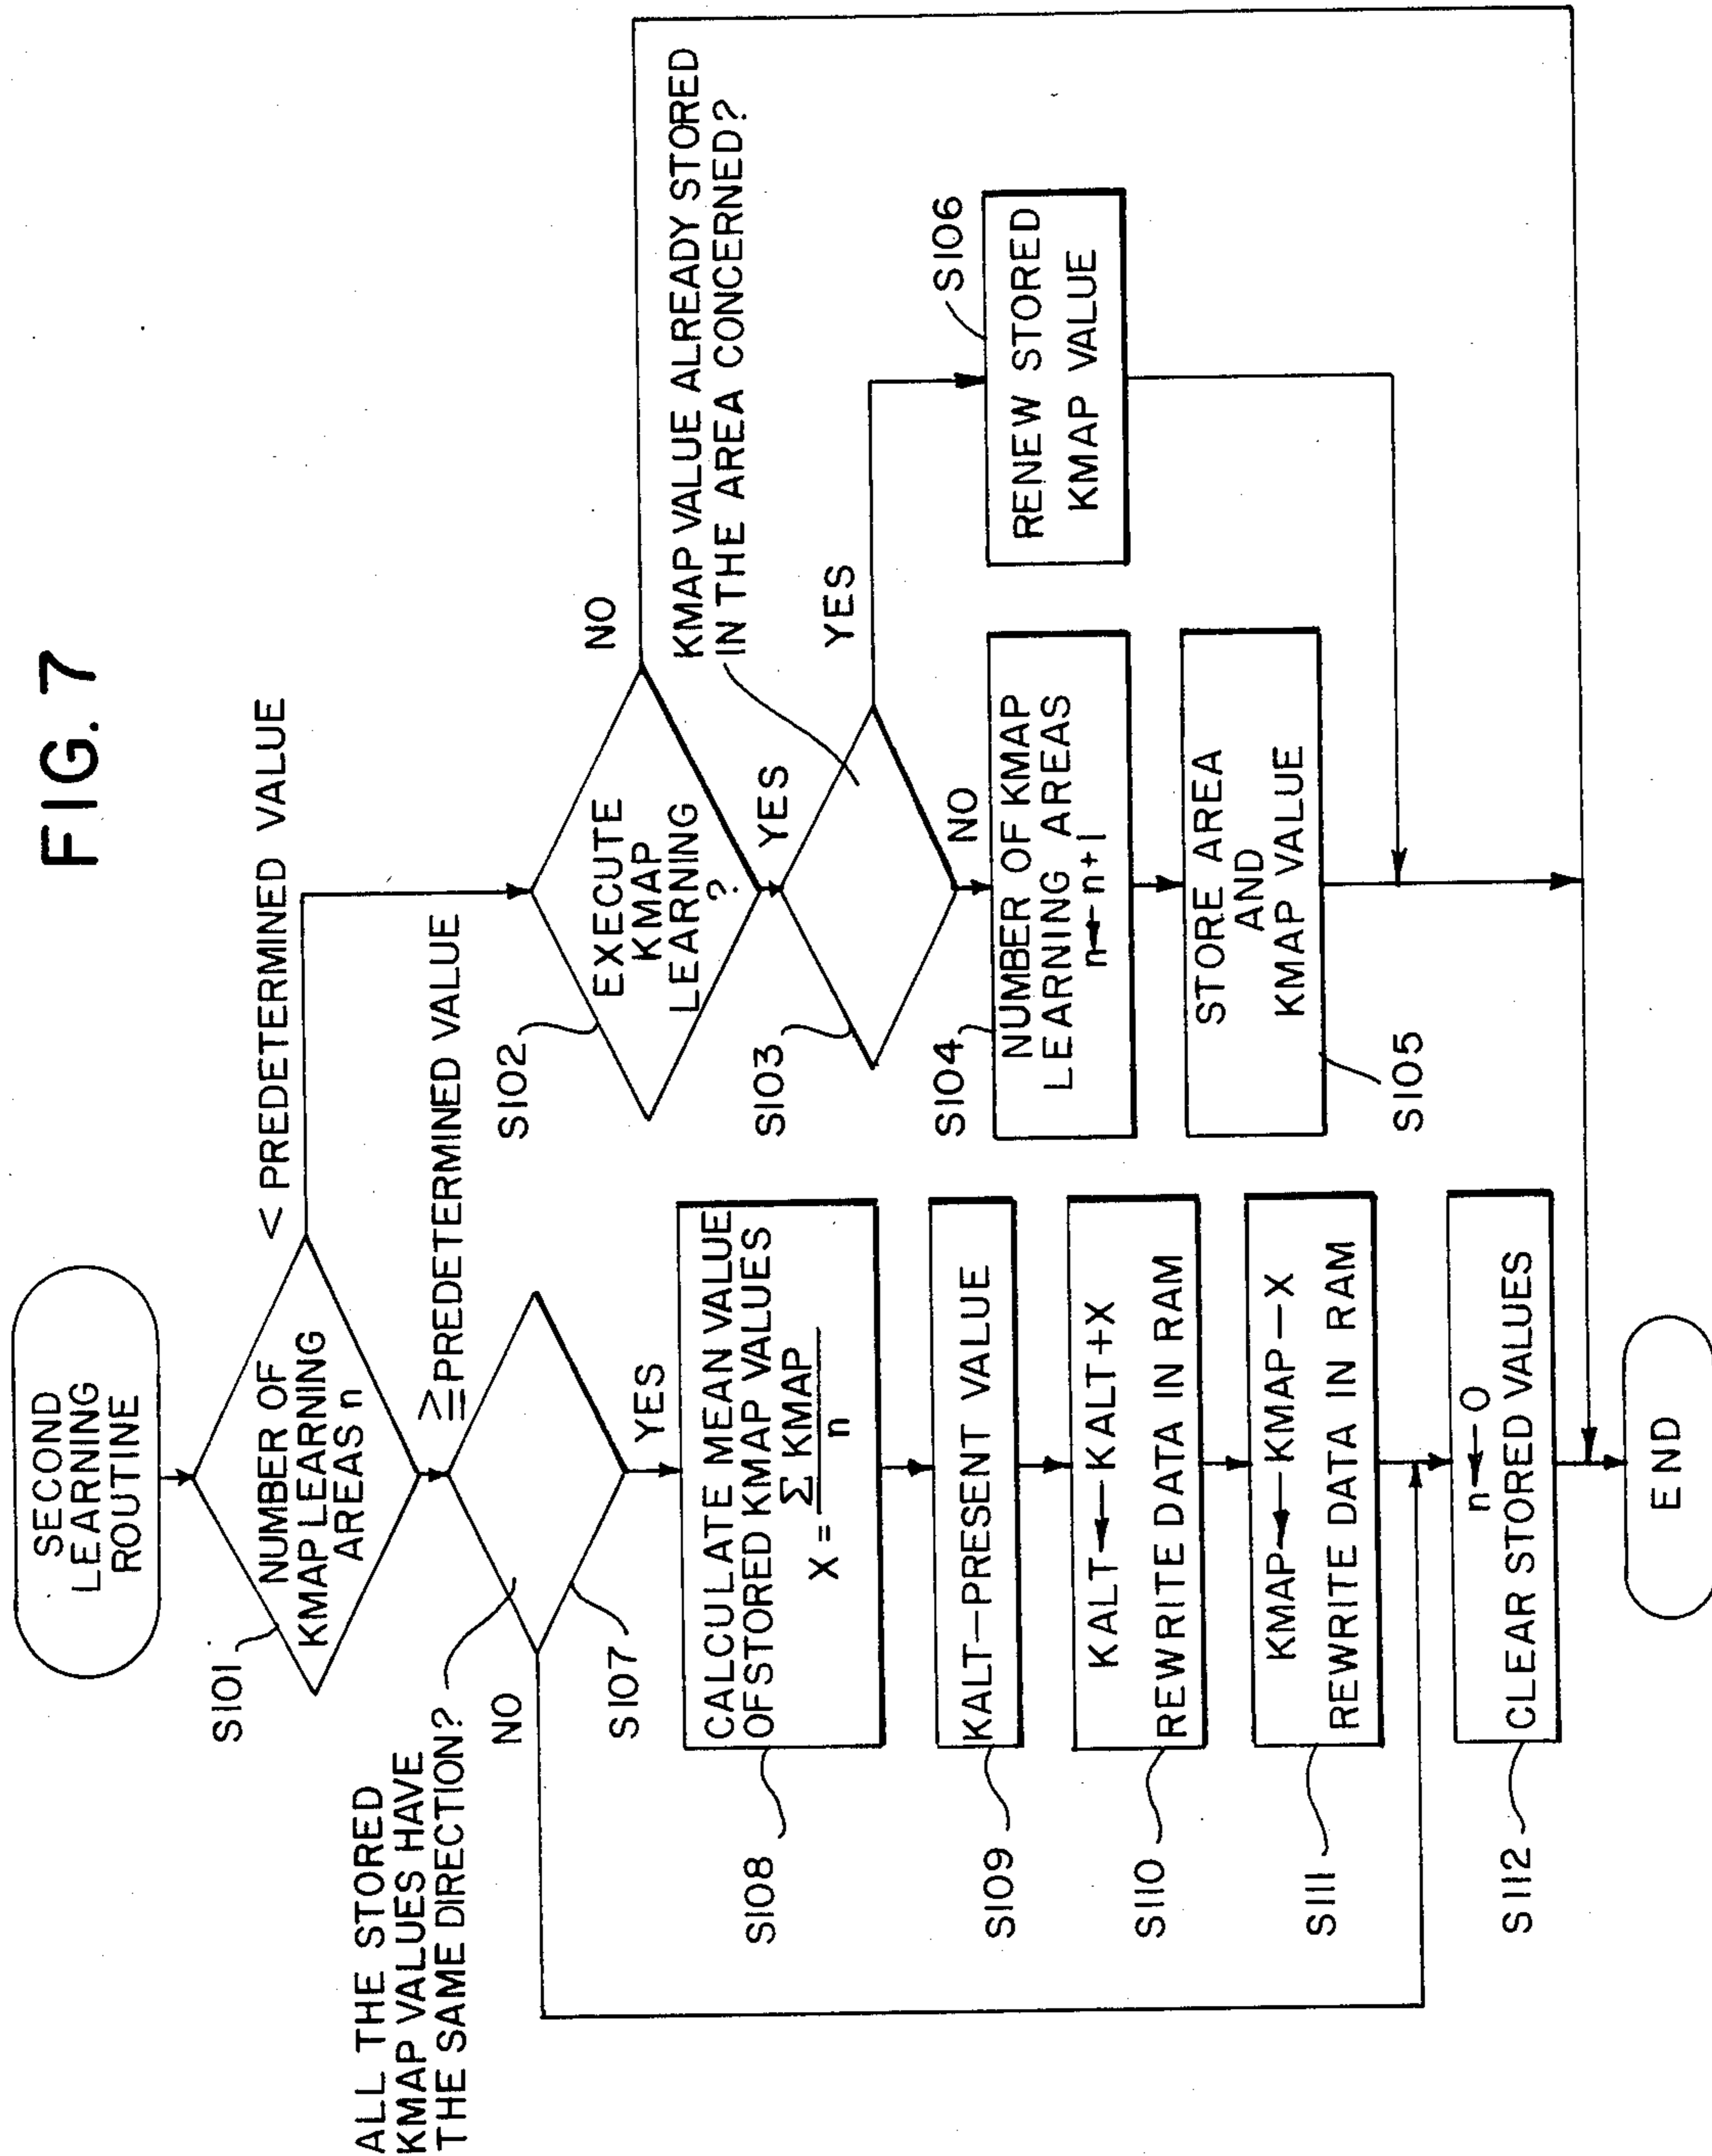 FIG. 7
SECOND
LEARNING
ROUTINE
S101
NUMBER OF
KMAP LEARNING
AREAS n
< PREDETERMINED VALUE
≧PREDETERMINED VALUE
ALL THE STORED
KMAP VALUES HAVE
THE SAME DIRECTION?
NO
S107
YES
S108
CALCULATE MEAN VALUE
OF STORED KMAP VALUES
X = Σ KMAP
n
S109
KALT—PRESENT VALUE
S110
KALT←KALT+X
REWRITE DATA IN RAM
S111
KMAP←KMAP-X
REWRITE DATA IN RAM
S112
n←0
CLEAR STORED VALUES
END
S102
EXECUTE
KMAP
LEARNING
?
NO
YES
KMAP VALUE ALREADY STORED
IN THE AREA CONCERNED?
S103
YES
NO
S104
NUMBER OF KMAP
LEARNING AREAS
n←n+1
STORE AREA
AND
KMAP VALUE
S105
S106
RENEW STORED
KMAP VALUE